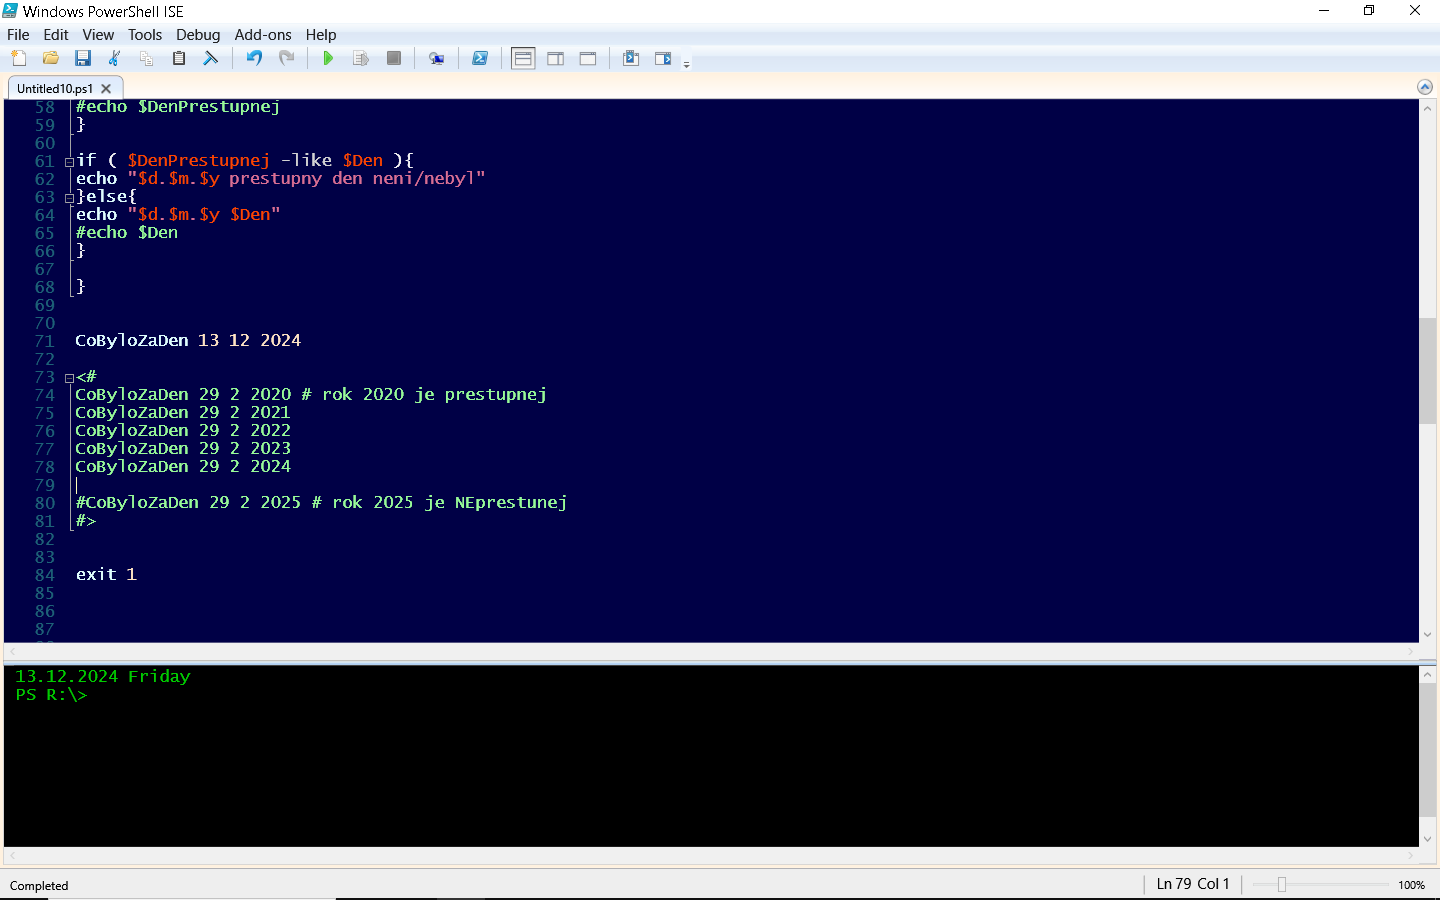 Windows PowerShell ISE
File Edit View Tools Debug Add-ons Help
Untitled10.ps1
58 #echo $DenPrestupnej
59 }
60
61 if ( $DenPrestupnej -like $Den ){
62 echo "$d.$m.$y prestupny den neni/nebyl"
63 }else{
64 echo "$d.$m.$y $Den"
65 #echo $Den
66 }
67
68 }
69
70
71 CoByloZaDen 13 12 2024
72
73 <#
74 CoByloZaDen 29 2 2020 # rok 2020 je prestupnej
75 CoByloZaDen 29 2 2021
76 CoByloZaDen 29 2 2022
77 CoByloZaDen 29 2 2023
78 CoByloZaDen 29 2 2024
79
80 #CoByloZaDen 29 2 2025 # rok 2025 je NEprestunej
81 #>
82
83
84 exit 1
85
86
87
13.12.2024 Friday
PS R:\>
Completed Ln 79 Col 1 100%